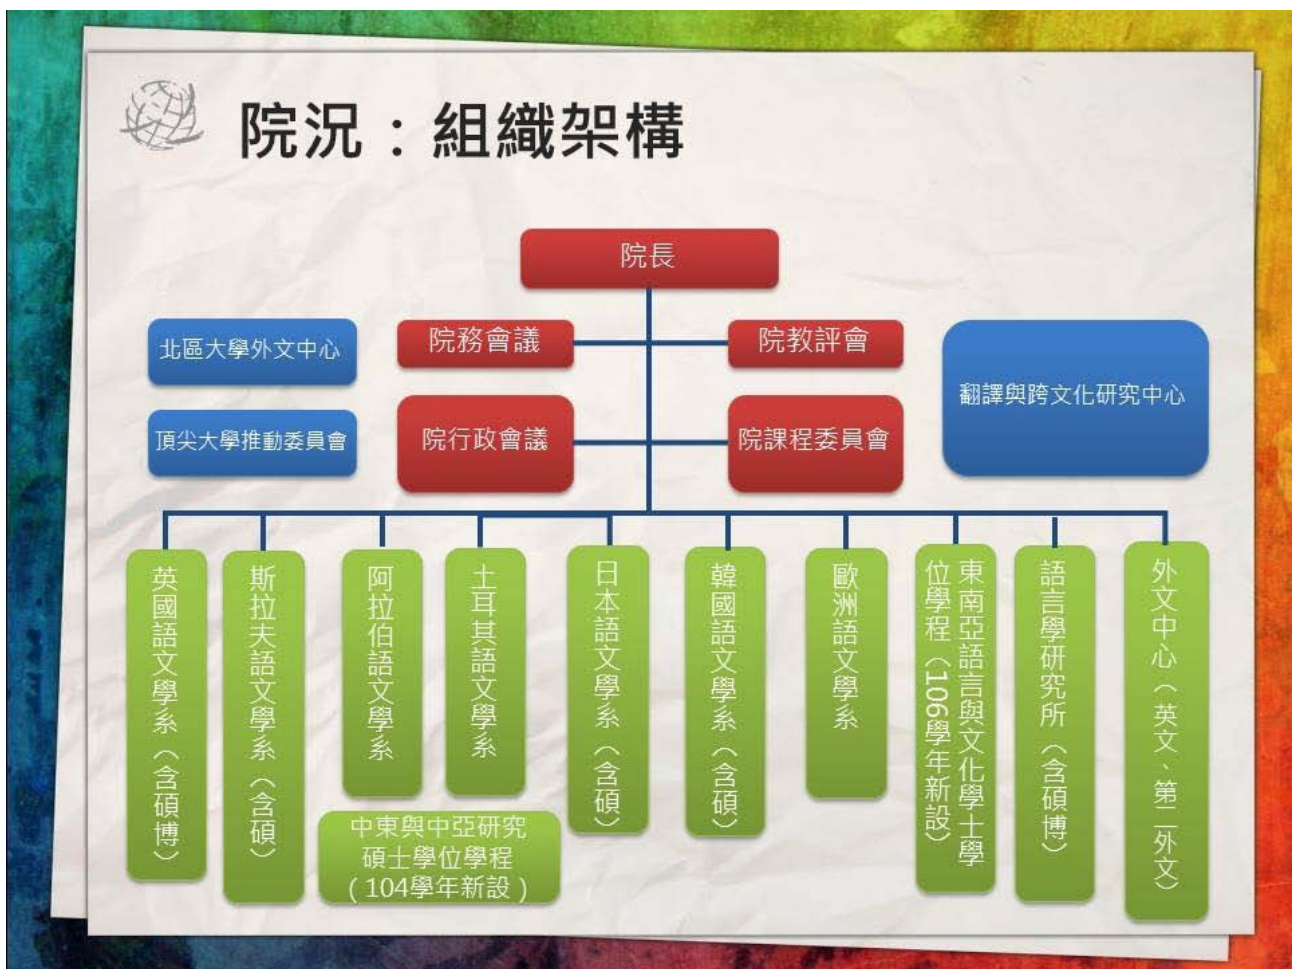 院況：組織架構
院長
北區大學外文中心
院務會議
院教評會
翻譯與跨文化研究中心
頂尖大學推動委員會
院行政會議
院課程委員會
英國語文學系（含碩博）
斯拉夫語文學系（含碩）
阿拉伯語文學系
土耳其語文學系
日本語文學系（含碩）
韓國語文學系（含碩）
歐洲語文學系
東南亞語言與文化學士學
位學程（106學年新設）
語言學研究所（含碩博）
外文中心（英文、第二外文）
中東與中亞研究
碩士學位學程
（104學年新設）